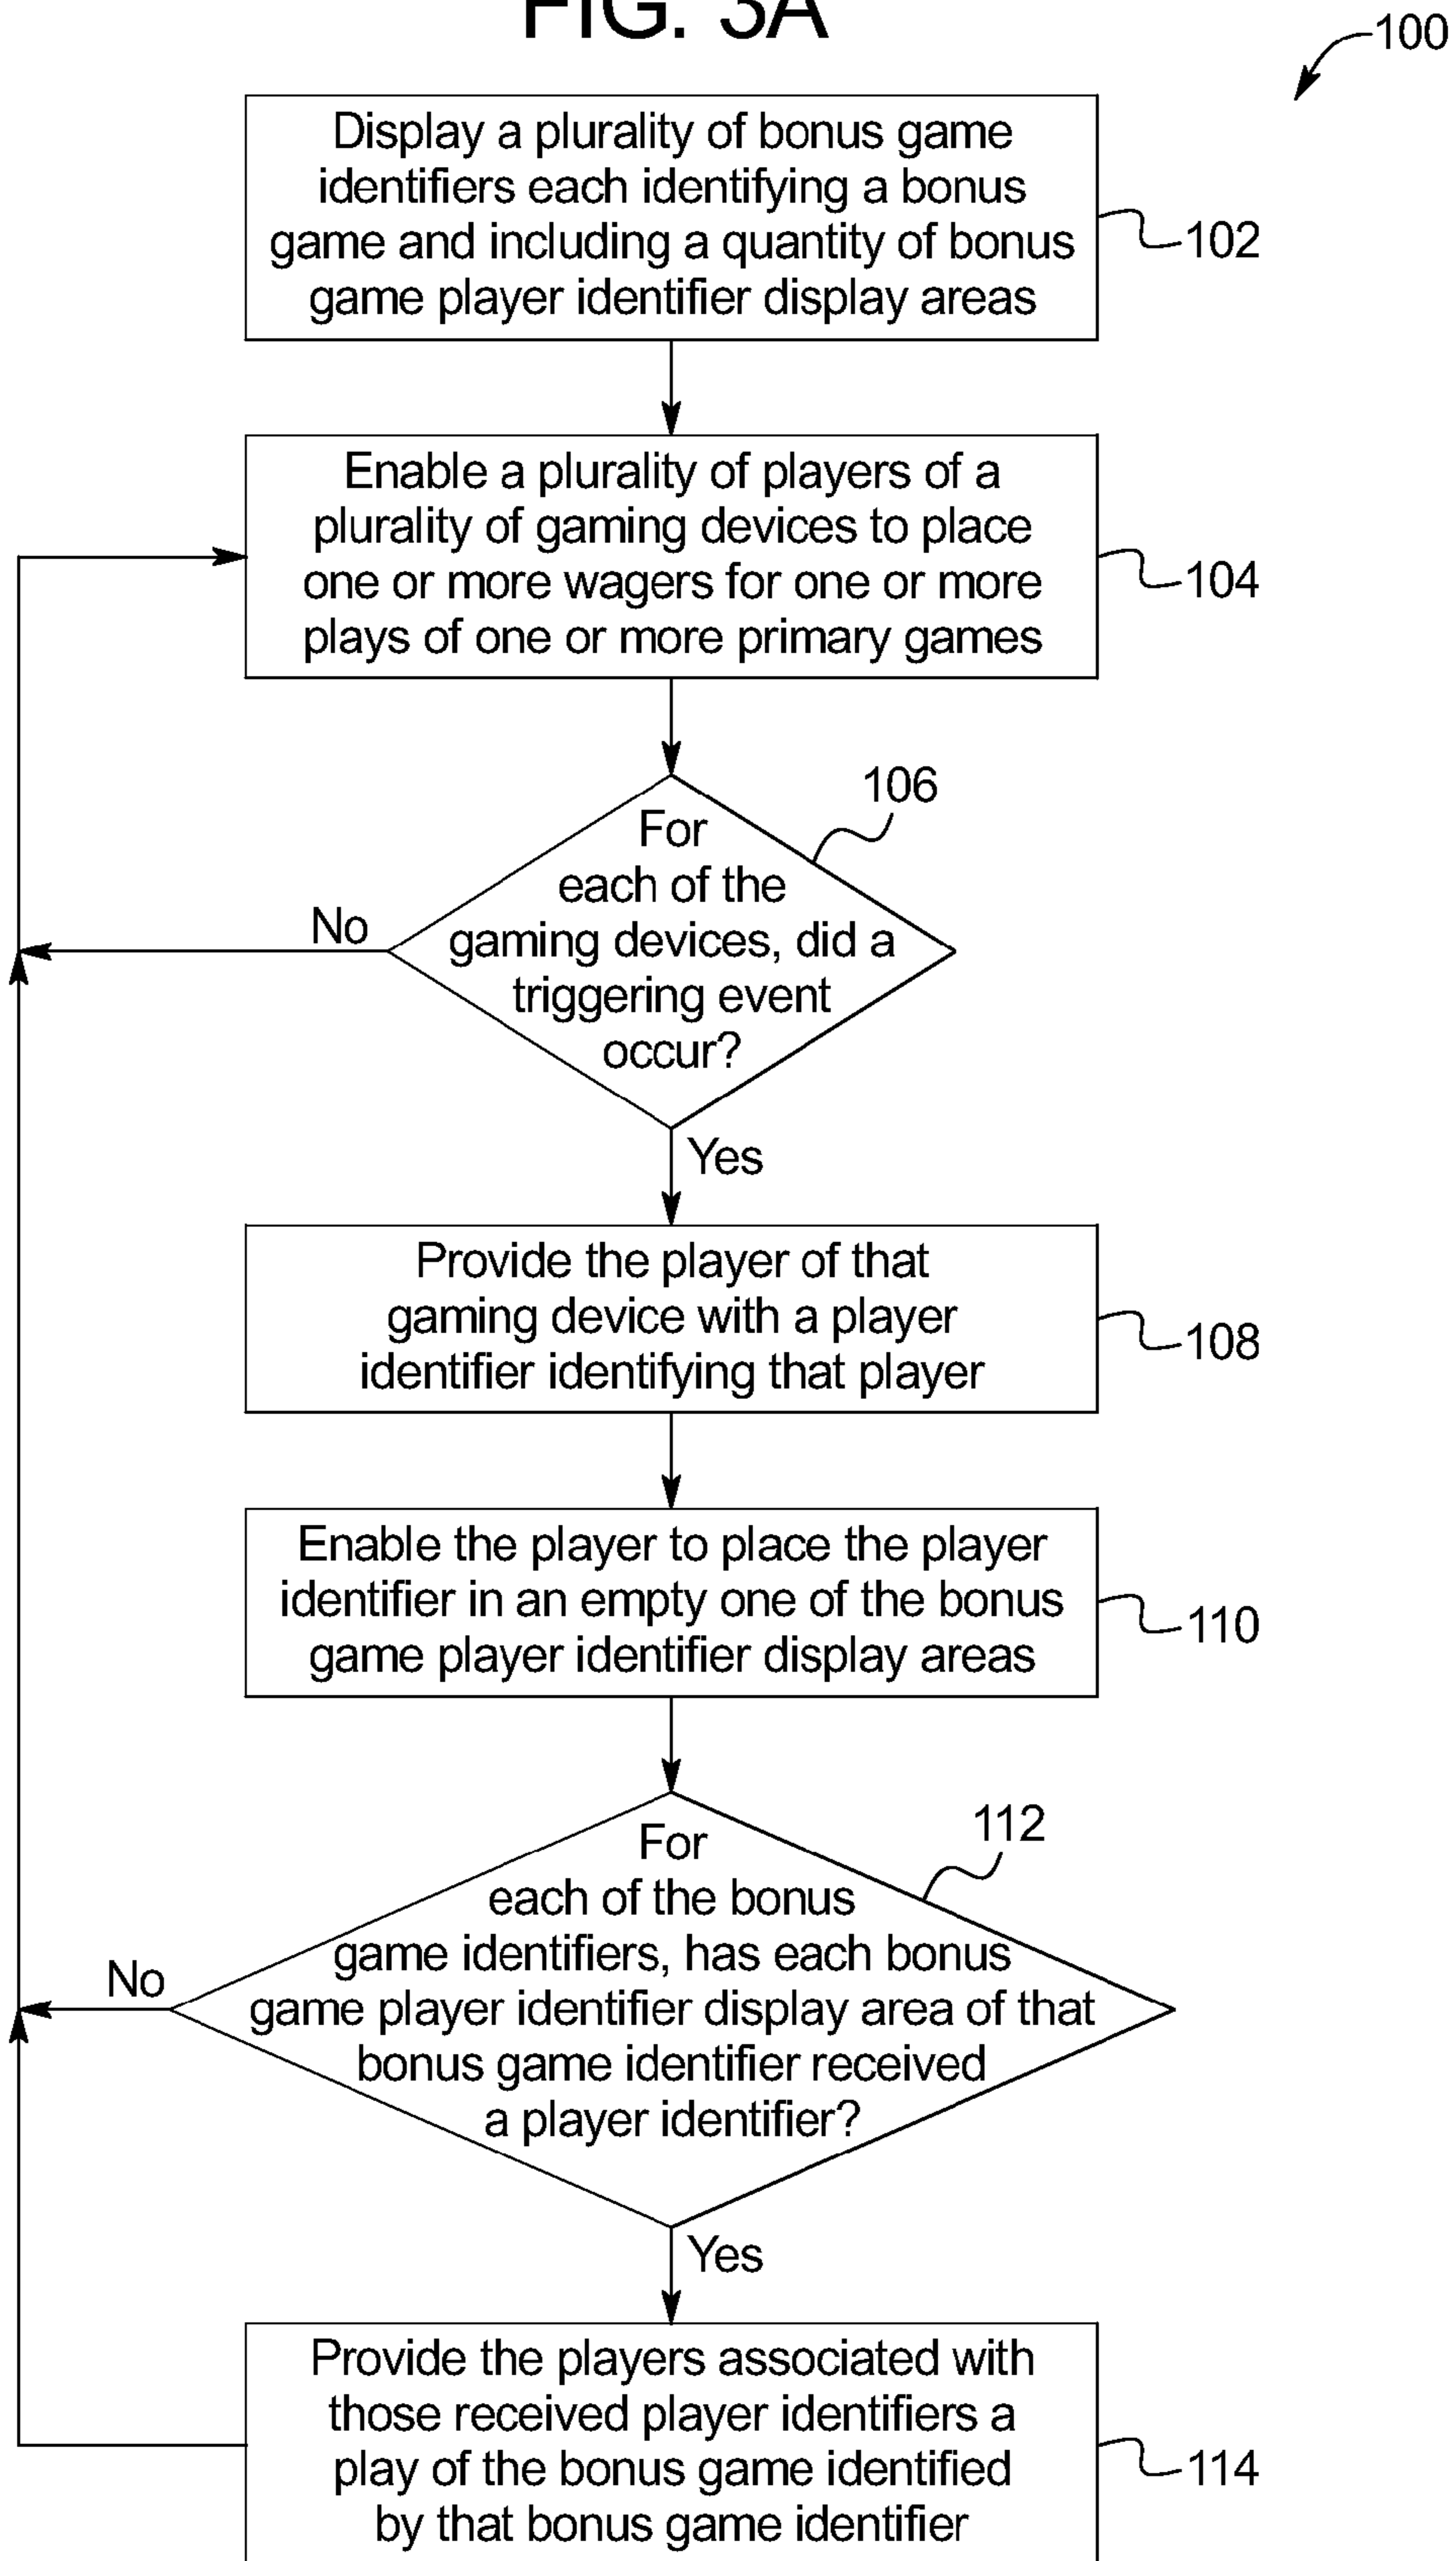 FIG. 3A
100
Display a plurality of bonus game
identifiers each identifying a bonus
game and including a quantity of bonus
game player identifier display areas
102
Enable a plurality of players of a
plurality of gaming devices to place
one or more wagers for one or more
plays of one or more primary games
104
106
For
each of the
gaming devices, did a
triggering event
occur?
No
Yes
Provide the player of that
gaming device with a player
identifier identifying that player
108
Enable the player to place the player
identifier in an empty one of the bonus
game player identifier display areas
110
112
For
each of the bonus
game identifiers, has each bonus
game player identifier display area of that
bonus game identifier received
a player identifier?
No
Yes
Provide the players associated with
those received player identifiers a
play of the bonus game identified
by that bonus game identifier
114